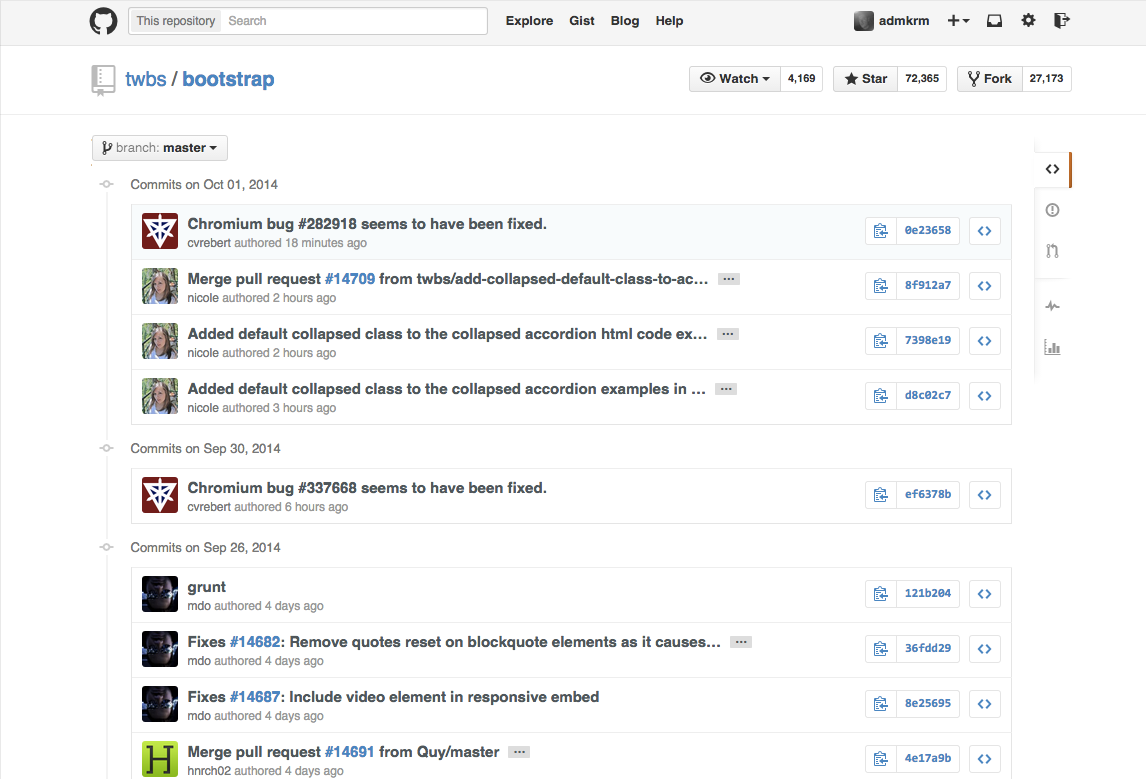 This repository Search Explore Gist Blog Help admkrm
twbs / bootstrap Watch 4,169 Star 72,365 Fork 27,173
branch: master
Commits on Oct 01, 2014
Chromium bug #282918 seems to have been fixed.
cvrebert authored 18 minutes ago
0e23658
Merge pull request #14709 from twbs/add-collapsed-default-class-to-ac… …
nicole authored 2 hours ago
8f912a7
Added default collapsed class to the collapsed accordion html code ex… …
nicole authored 2 hours ago
7398e19
Added default collapsed class to the collapsed accordion examples in … …
nicole authored 3 hours ago
d8c02c7
Commits on Sep 30, 2014
Chromium bug #337668 seems to have been fixed.
cvrebert authored 6 hours ago
ef6378b
Commits on Sep 26, 2014
grunt
mdo authored 4 days ago
121b204
Fixes #14682: Remove quotes reset on blockquote elements as it causes… …
mdo authored 4 days ago
36fdd29
Fixes #14687: Include video element in responsive embed
mdo authored 4 days ago
8e25695
H
Merge pull request #14691 from Quy/master …
hnrch02 authored 4 days ago
4e17a9b